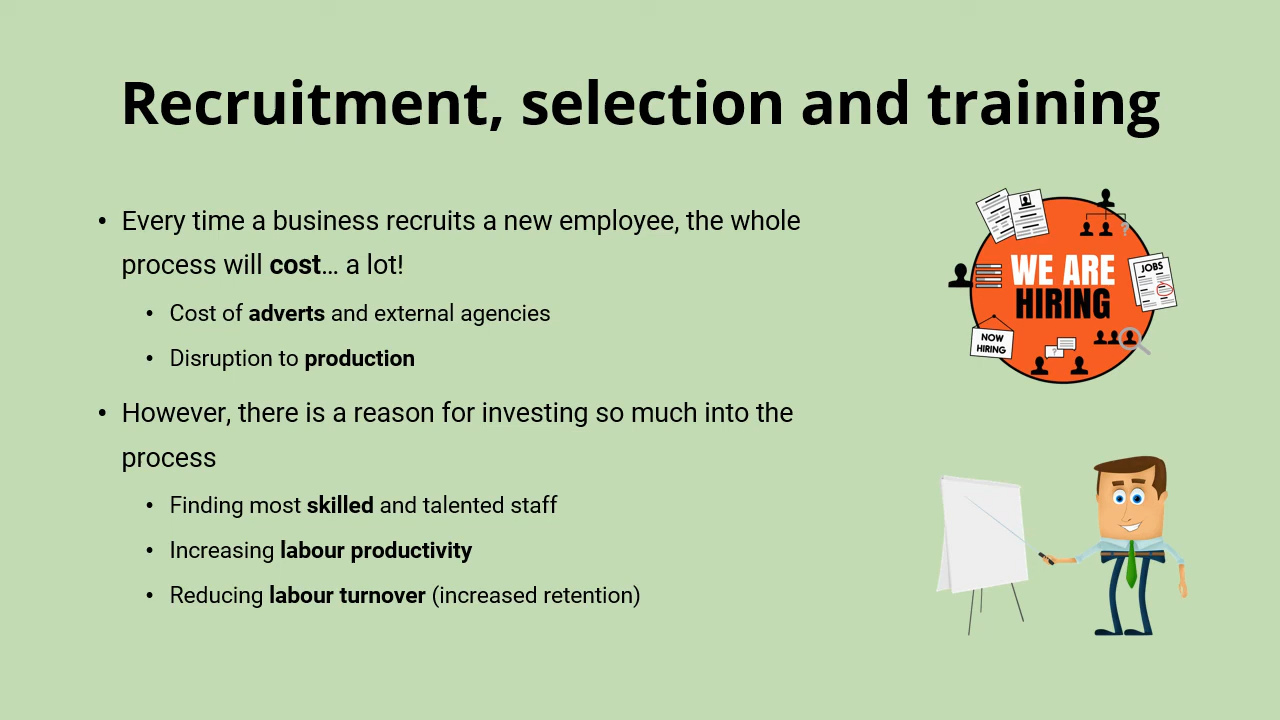 Recruitment, selection and training
• Every time a business recruits a new employee, the whole
process will cost... a lot!
• Cost of adverts and external agencies
• Disruption to production
• However, there is a reason for investing so much into the
process
• Finding most skilled and talented staff
• Increasing labour productivity
• Reducing labour turnover (increased retention)
?
WE ARE
HIRING
JOBS
NOW
HIRING
?